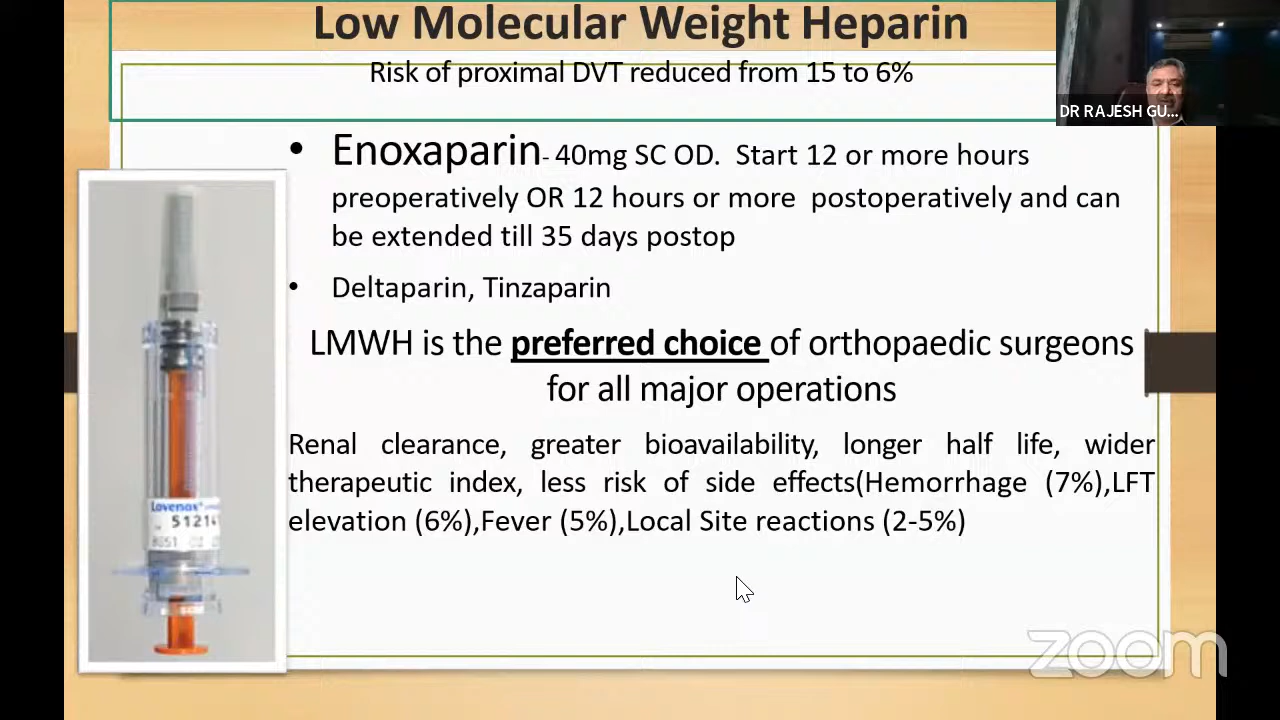 Low Molecular Weight Heparin
Risk of proximal DVT reduced from 15 to 6%
DR RAJESH GU...
• Enoxaparin- 40mg SC OD. Start 12 or more hours
preoperatively OR 12 hours or more postoperatively and can
be extended till 35 days postop
• Deltaparin, Tinzaparin
LMWH is the preferred choice of orthopaedic surgeons
for all major operations
Renal clearance, greater bioavailability, longer half life, wider
therapeutic index, less risk of side effects(Hemorrhage (7%),LFT
elevation (6%),Fever (5%),Local Site reactions (2-5%)
Lovenox
51214
zoom